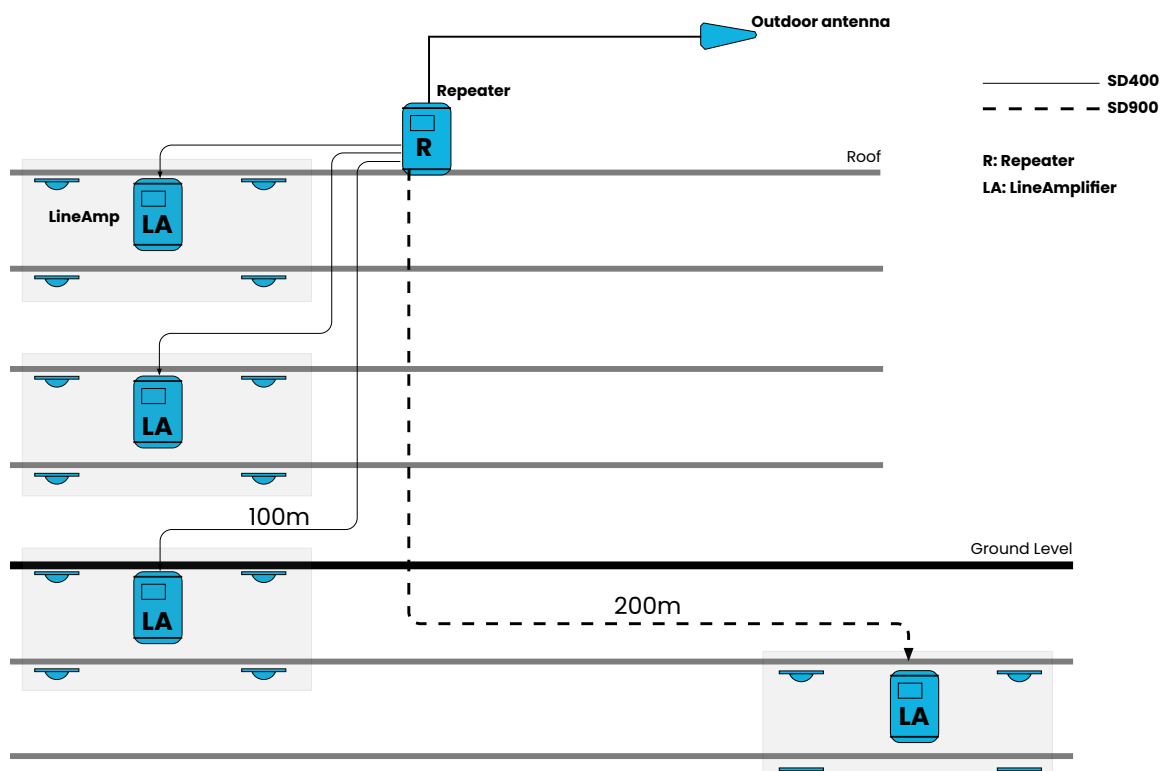 Outdoor antenna
Repeater
R
SD400
SD900
Roof
R: Repeater
LA: LineAmplifier
LineAmp
LA
LA
100m
Ground Level
LA
200m
LA